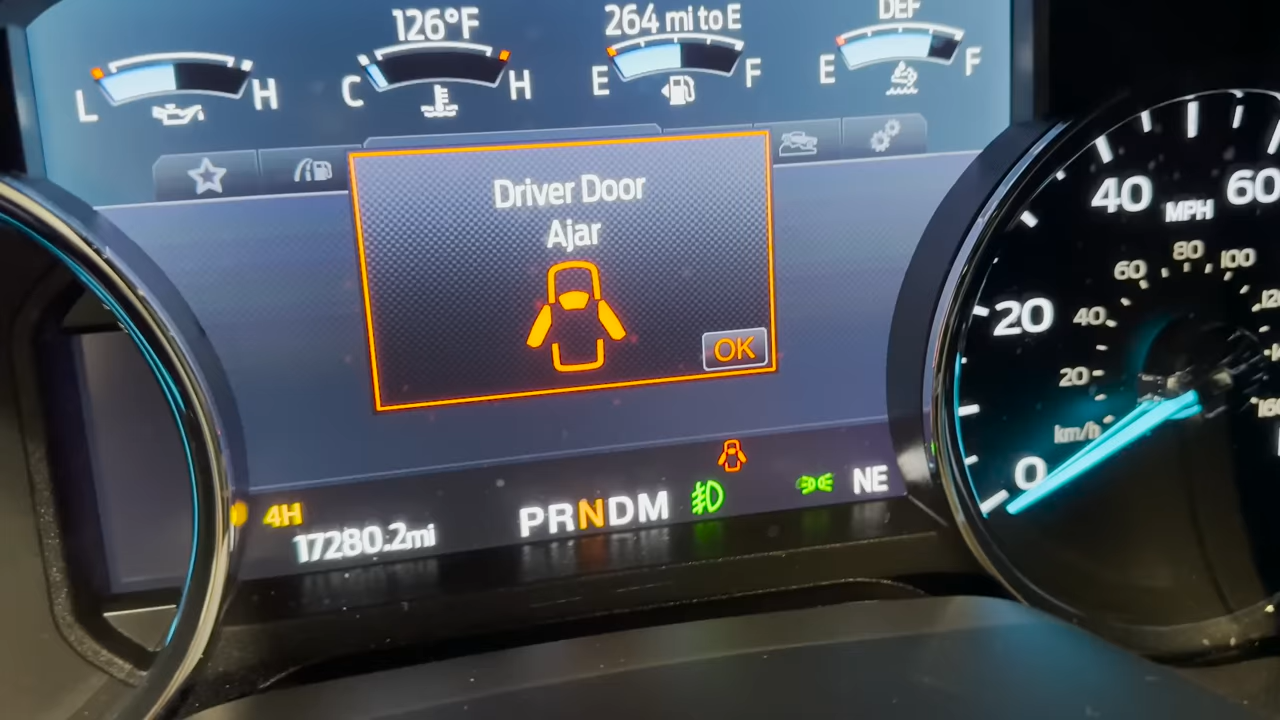 126°F
264 mi to E
DEF
L H
C H
E F
E F
Driver Door
Ajar
OK
4H
17280.2mi
PRNDM
NE
40
60
MPH
20
0
60
80
100
40
20
km/h